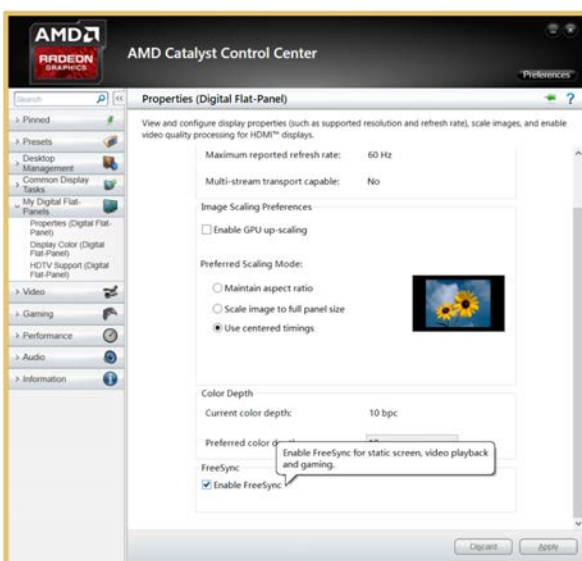 AMD
RADEON
GRAPHICS
AMD Catalyst Control Center
Preferences
Search
Properties (Digital Flat-Panel)
> Pinned
> Presets
> Desktop
Management
> Common Display
Tasks
My Digital Flat-
Panels
Properties (Digital Flat-
Panel)
Display Color (Digital
Flat-Panel)
HDTV Support (Digital
Flat-Panel)
> Video
> Gaming
> Performance
> Audio
> Information
View and configure display properties (such as supported resolution and refresh rate), scale images, and enable
video quality processing for HDMI™ displays.
Maximum reported refresh rate: 60 Hz
Multi-stream transport capable: No
Image Scaling Preferences
Enable GPU up-scaling
Preferred Scaling Mode:
Maintain aspect ratio
Scale image to full panel size
Use centered timings
Color Depth
Current color depth: 10 bpc
Preferred color
Enable FreeSync for static screen, video playback
and gaming.
FreeSync
Enable FreeSync
Discard Apply